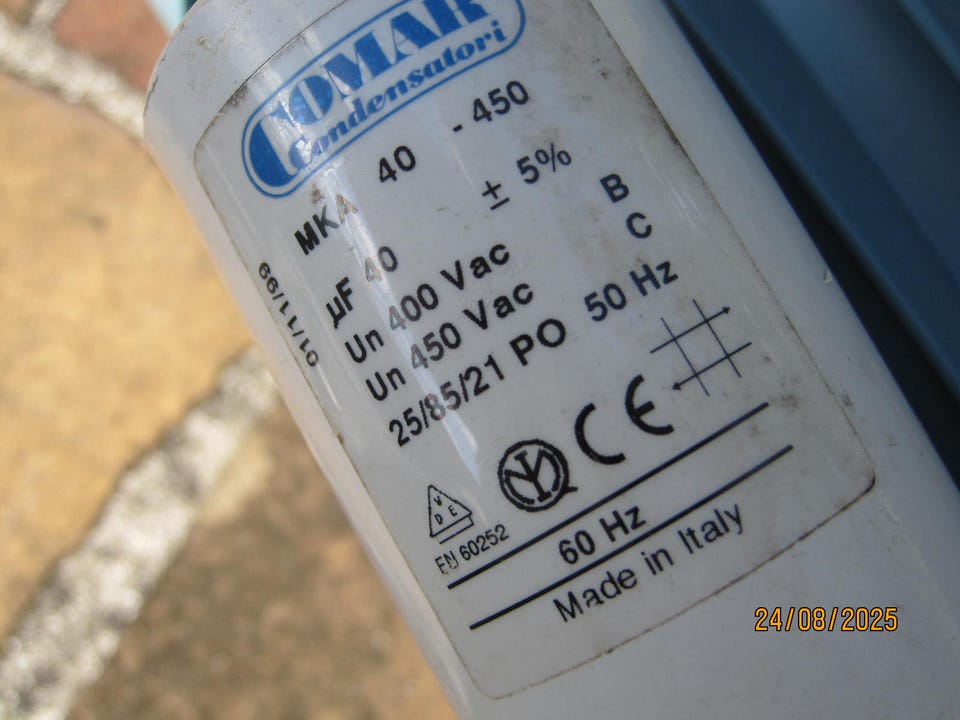 COMAR
Condensatori
MKA 40 - 450
µF 40 ± 5%
Un 400 Vac B
Un 450 Vac C
25/85/21 PO 50 Hz
01/11/99
VDE
EN 60252
CE
60 Hz
Made in Italy
24/08/2025